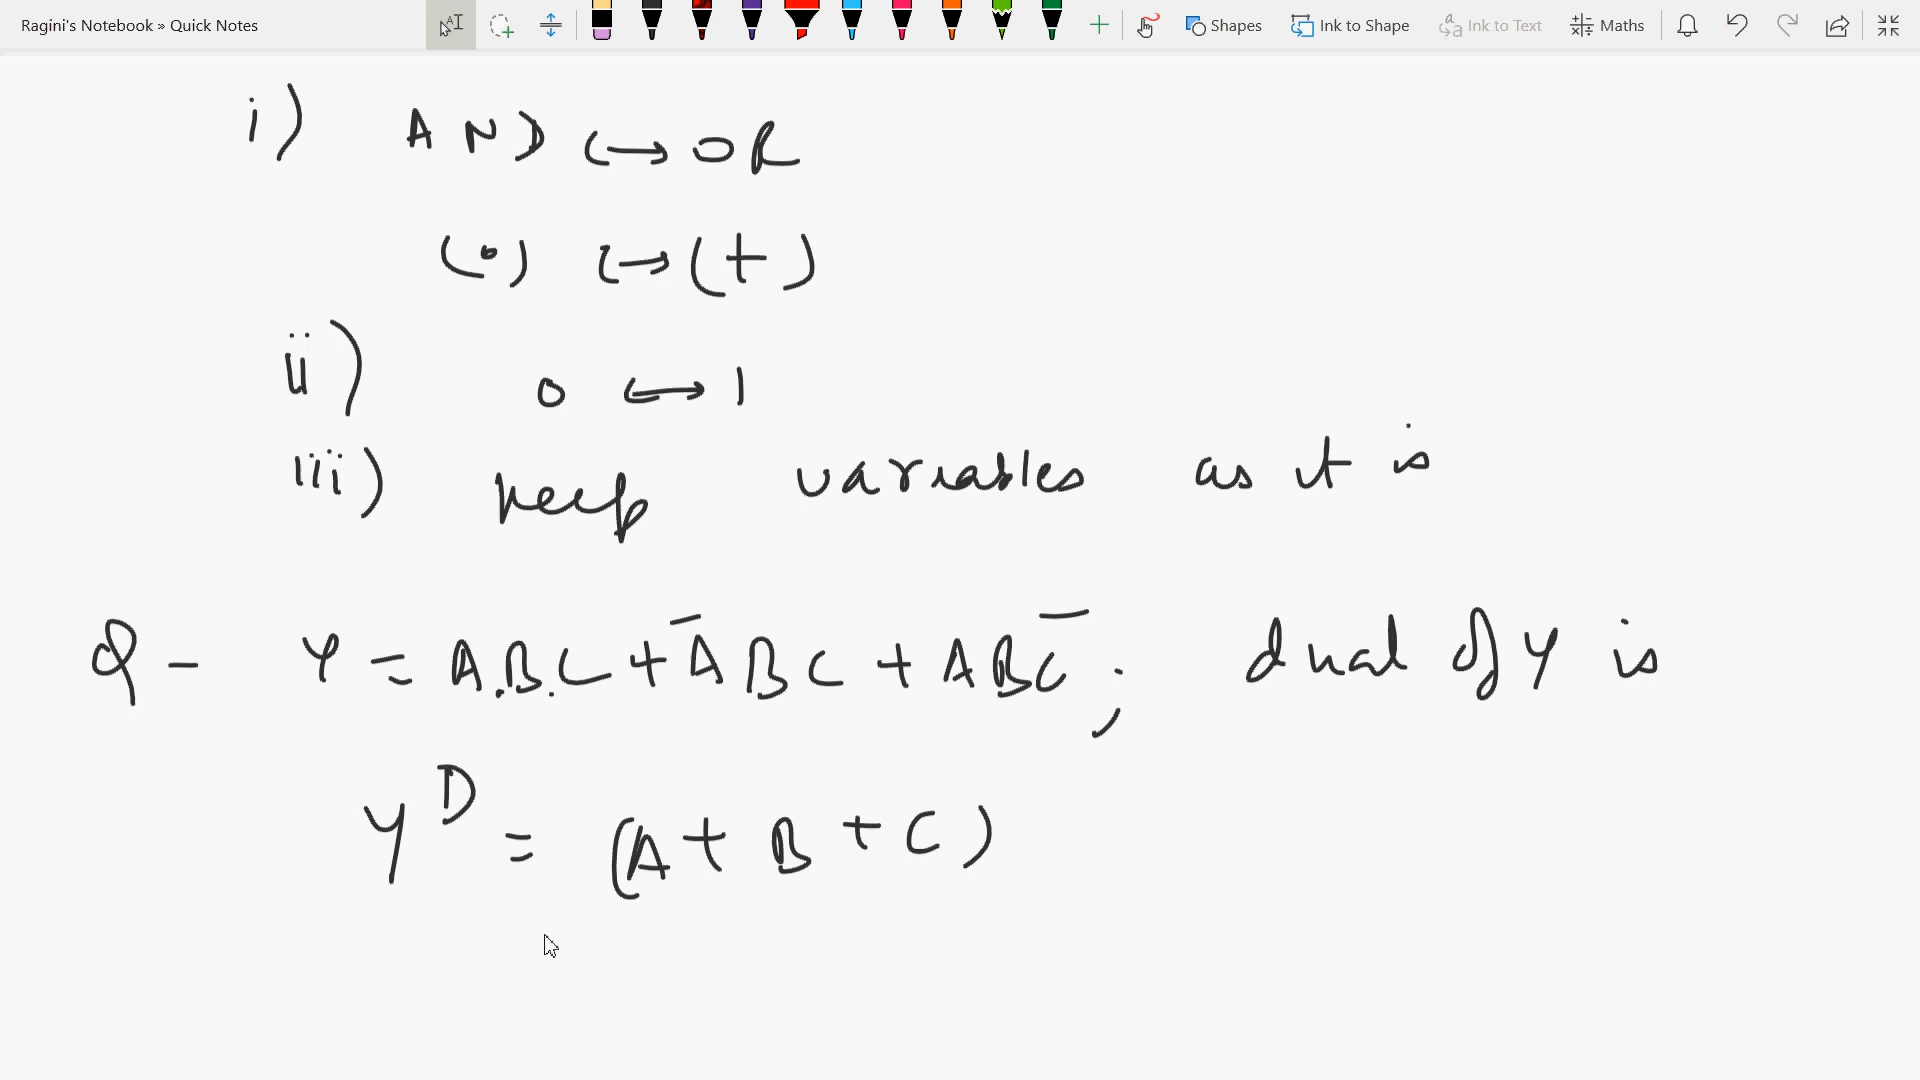 Ragini's Notebook » Quick Notes Shapes Ink to Shape Ink to Text Maths
i) AND ↔ OR
(•) ↔ (+)
ii) 0 ↔ 1
iii) keep variables as it is
Q - Y = A.B.C + A̅BC + ABC̅ ; dual of Y is
Y^D = (A + B + C)